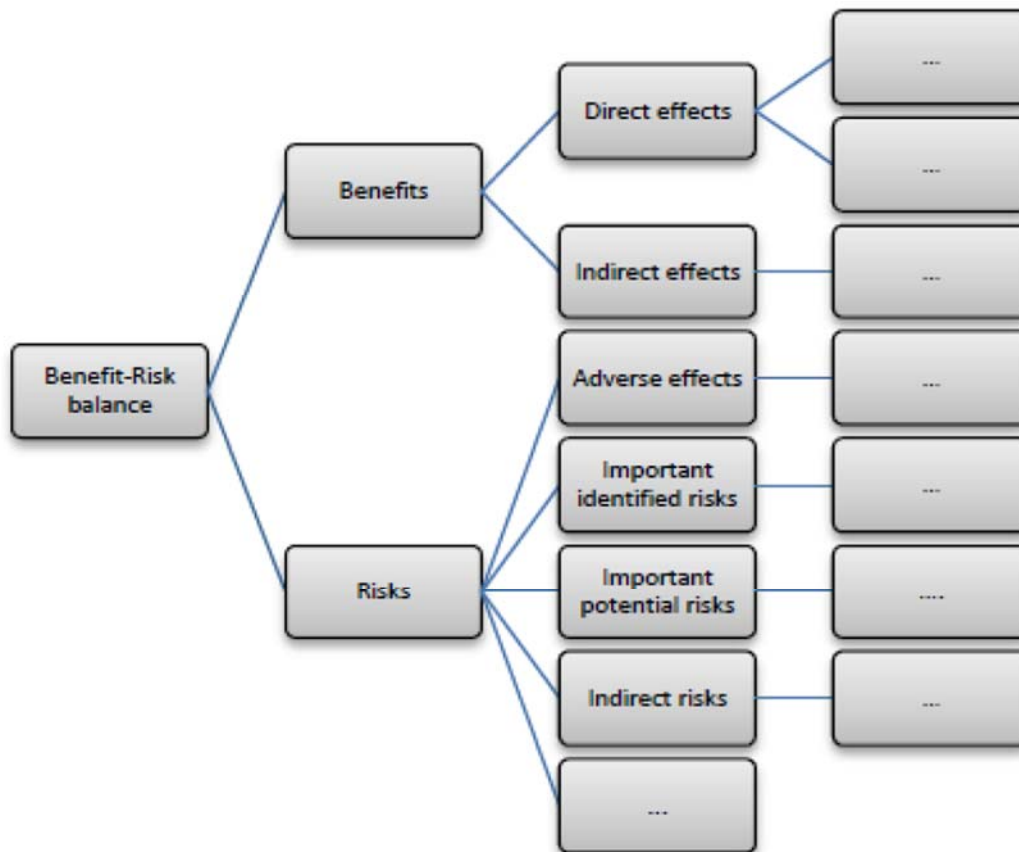 ...
Direct effects
...
Benefits
Indirect effects
...
Benefit-Risk
balance
Adverse effects
...
Important
identified risks
...
Risks
Important
potential risks
....
Indirect risks
...
...